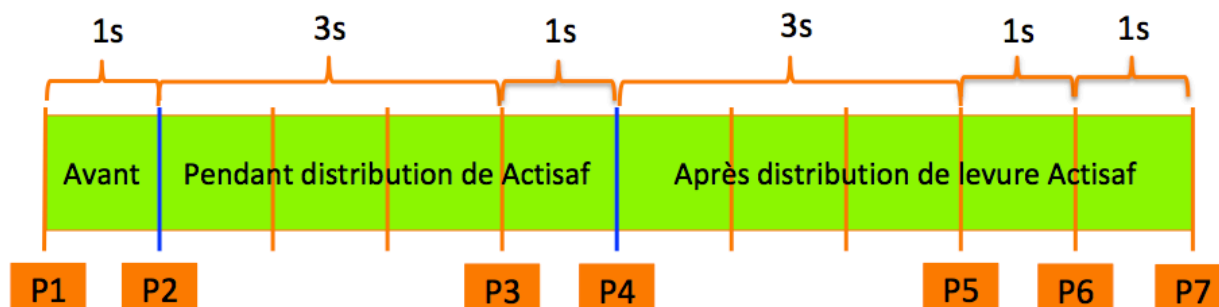 1s 3s 1s 3s 1s 1s
Avant Pendant distribution de Actisaf Après distribution de levure Actisaf
P1 P2 P3 P4 P5 P6 P7